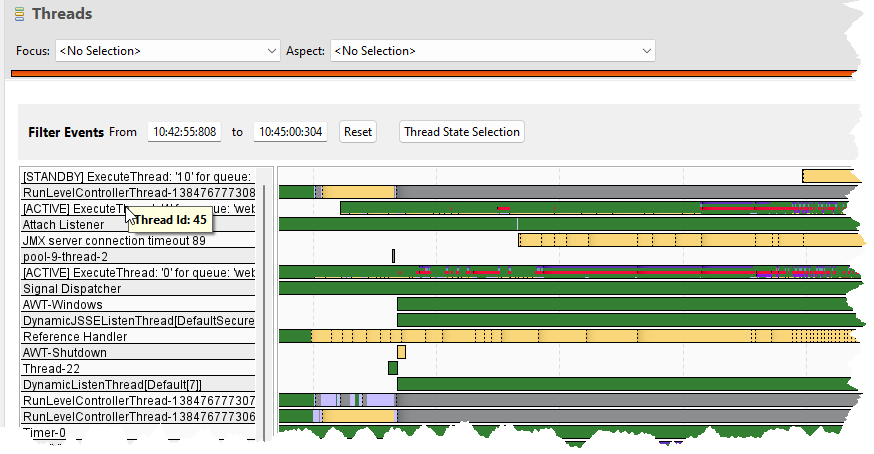 Threads
Focus: <No Selection> Aspect: <No Selection>
Filter Events From 10:42:55:808 to 10:45:00:304 Reset Thread State Selection
[STANDBY] ExecuteThread: '10' for queue:
RunLevelControllerThread-138476777308
[ACTIVE] ExecuteTh queue: 'web
Thread Id: 45
Attach Listener
JMX server connection timeout 89
pool-9-thread-2
[ACTIVE] ExecuteThread: '0' for queue: 'web
Signal Dispatcher
AWT-Windows
DynamicJSSEListenThread[DefaultSecure
Reference Handler
AWT-Shutdown
Thread-22
DynamicListenThread[Default[7]]
RunLevelControllerThread-138476777307
RunLevelControllerThread-138476777306
Timer-0